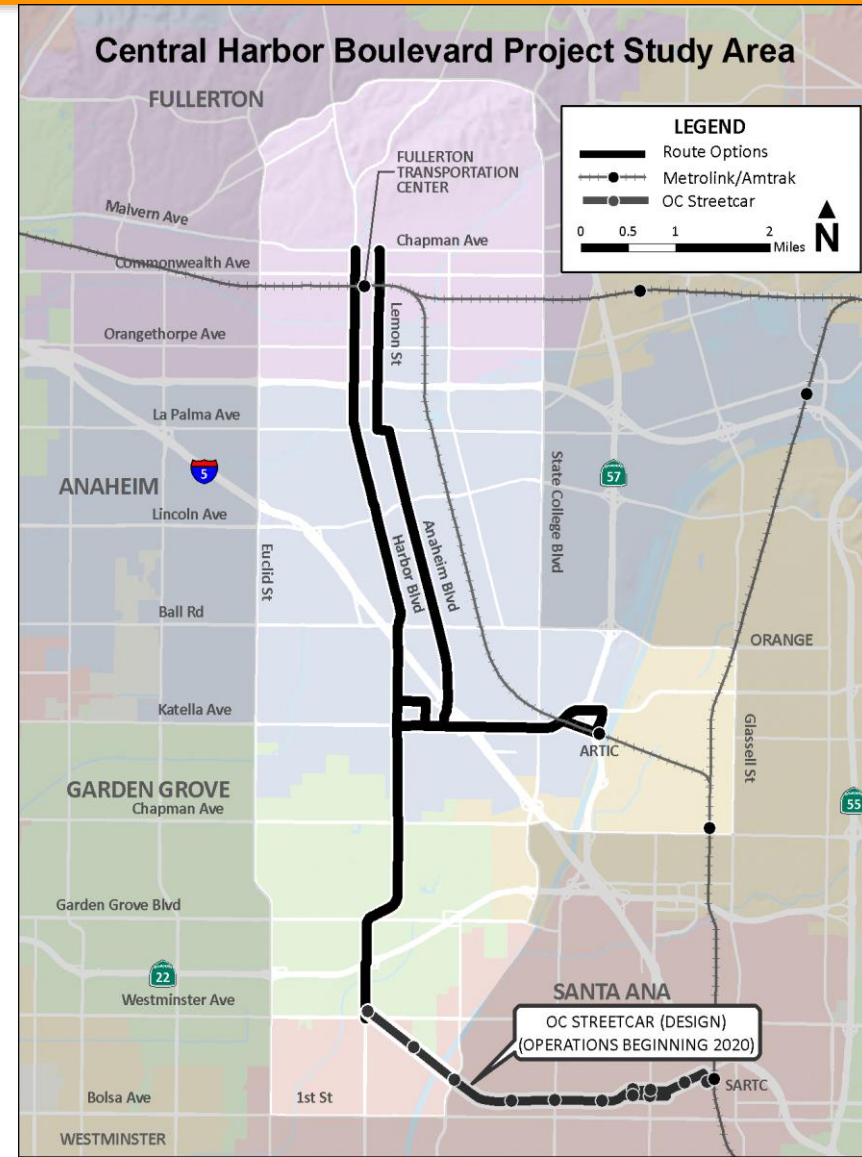 Central Harbor Boulevard Project Study Area
FULLERTON
LEGEND
Route Options
Metrolink/Amtrak
OC Streetcar
0 0.5 1 2
Miles
N
FULLERTON
TRANSPORTATION
CENTER
Malvern Ave
Chapman Ave
Commonwealth Ave
Lemon St
Orangethorpe Ave
La Palma Ave
ANAHEIM
5
57
State College Blvd
Lincoln Ave
Euclid St
Harbor Blvd
Anaheim Blvd
Ball Rd
ORANGE
Katella Ave
Glassell St
ARTIC
GARDEN GROVE
Chapman Ave
55
Garden Grove Blvd
22
Westminster Ave
SANTA ANA
OC STREETCAR (DESIGN)
(OPERATIONS BEGINNING 2020)
SARTC
Bolsa Ave
1st St
WESTMINSTER